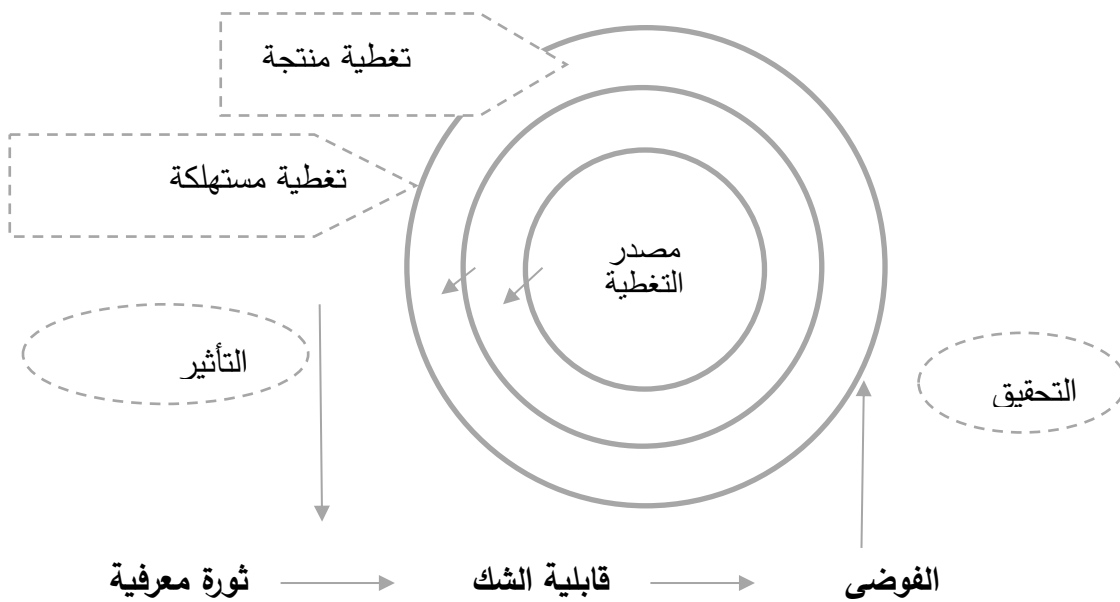 تغطية منتجة
تغطية مستهلكة
مصدر
التغطية
التأثير
التحقيق
ثورة معرفية
قابلية الشك
الفوضى